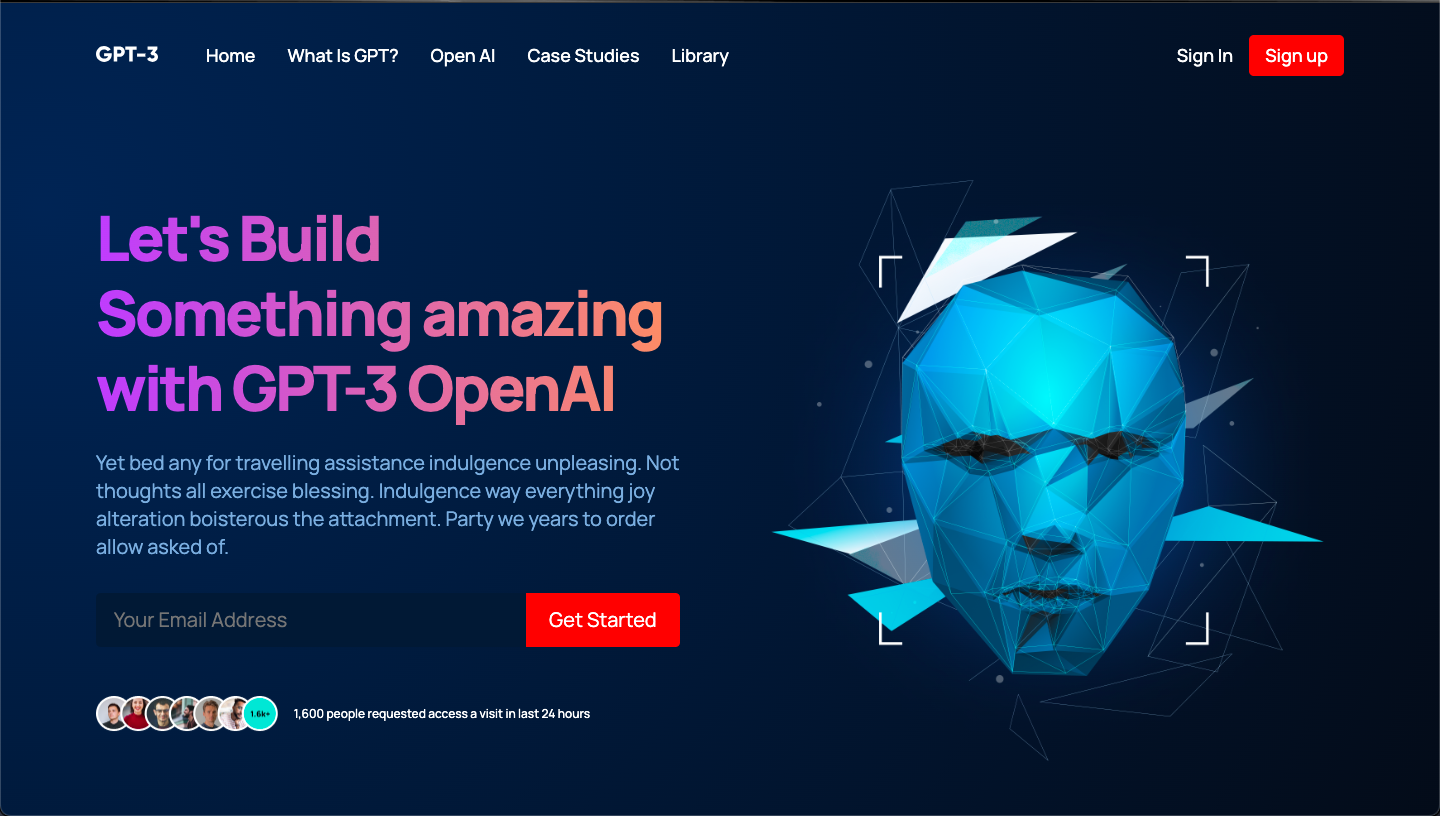 GPT-3 Home What Is GPT? Open AI Case Studies Library Sign In Sign up
Let's Build
Something amazing
with GPT-3 OpenAI
Yet bed any for travelling assistance indulgence unpleasing. Not
thoughts all exercise blessing. Indulgence way everything joy
alteration boisterous the attachment. Party we years to order
allow asked of.
Your Email Address Get Started
1.6k+ 1,600 people requested access a visit in last 24 hours